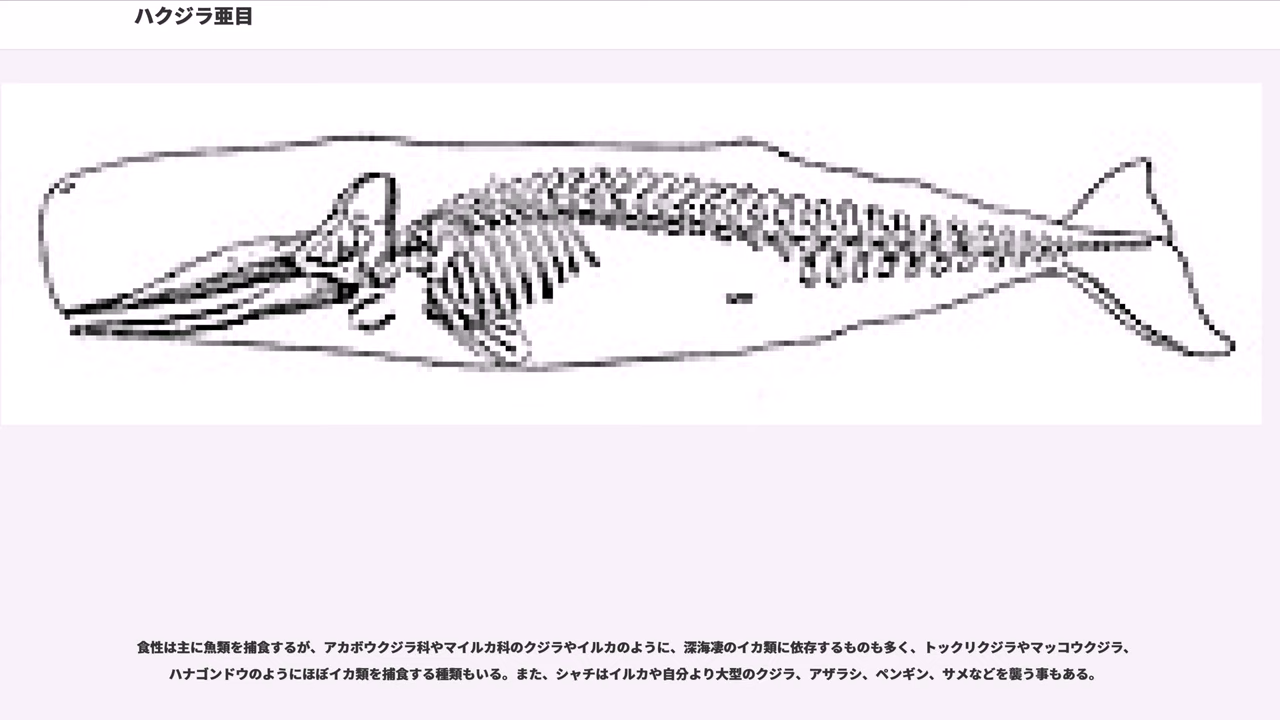 ハクジラ亜目
食性は主に魚類を捕食するが、アカボウクジラ科やマイルカ科のクジラやイルカのように、深海凄のイカ類に依存するものも多く、トックリクジラやマッコウクジラ、
ハナゴンドウのようにほぼイカ類を捕食する種類もいる。また、シャチはイルカや自分より大型のクジラ、アザラシ、ペンギン、サメなどを襲う事もある。